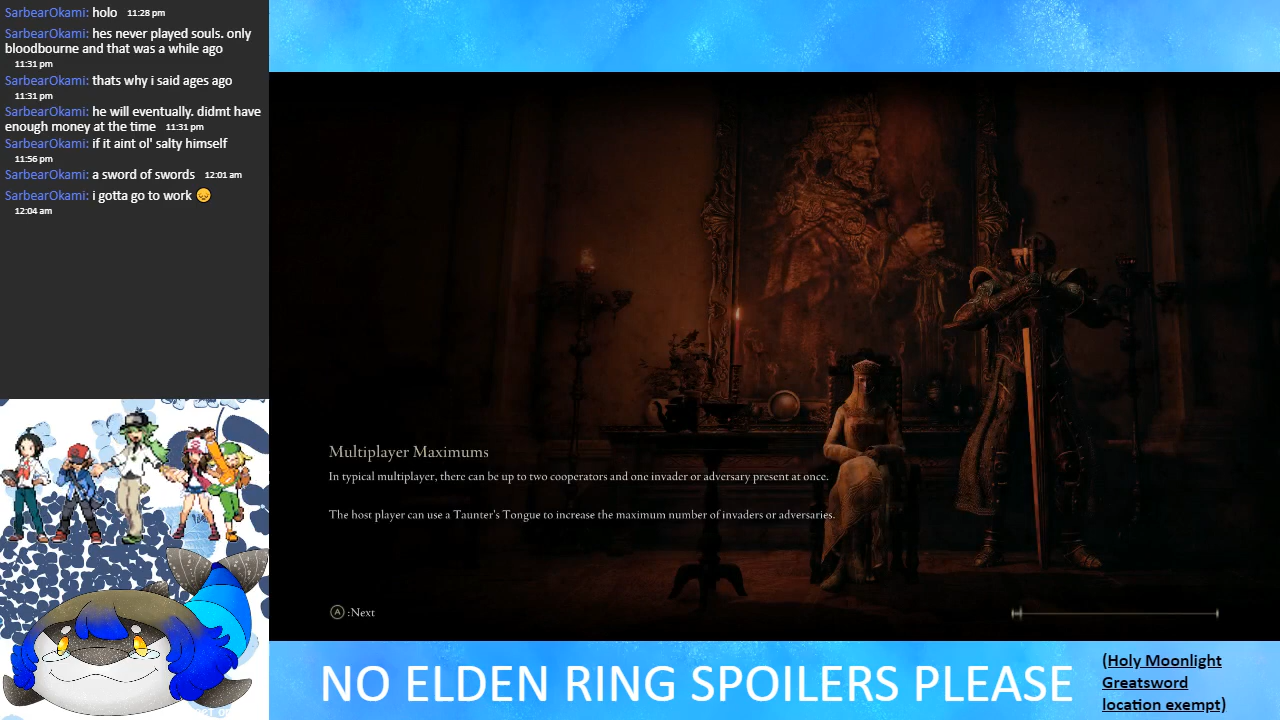 SarbearOkami: holo 11:28 pm
SarbearOkami: hes never played souls. only
bloodbourne and that was a while ago
11:31 pm
SarbearOkami: thats why i said ages ago
11:31 pm
SarbearOkami: he will eventually. didmt have
enough money at the time 11:31 pm
SarbearOkami: if it aint ol' salty himself
11:56 pm
SarbearOkami: a sword of swords 12:01 am
SarbearOkami: i gotta go to work 😞
12:04 am
Multiplayer Maximums
In typical multiplayer, there can be up to two cooperators and one invader or adversary present at once.
The host player can use a Taunter's Tongue to increase the maximum number of invaders or adversaries.
A :Next
NO ELDEN RING SPOILERS PLEASE
(Holy Moonlight
Greatsword
location exempt)